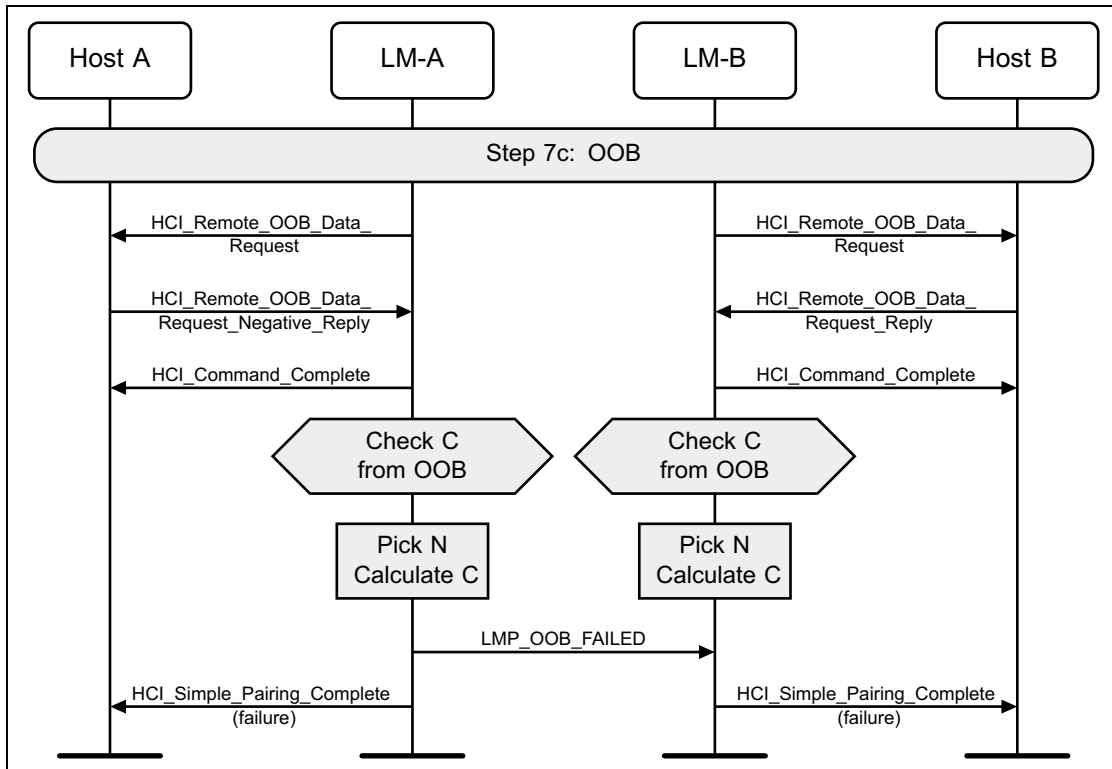 Host A
LM-A
LM-B
Host B
Step 7c: OOB
HCI_Remote_OOB_Data_
Request
HCI_Remote_OOB_Data_
Request
HCI_Remote_OOB_Data_
Request_Negative_Reply
HCI_Remote_OOB_Data_
Request_Reply
HCI_Command_Complete
HCI_Command_Complete
Check C
from OOB
Check C
from OOB
Pick N
Calculate C
Pick N
Calculate C
LMP_OOB_FAILED
HCI_Simple_Pairing_Complete
(failure)
HCI_Simple_Pairing_Complete
(failure)